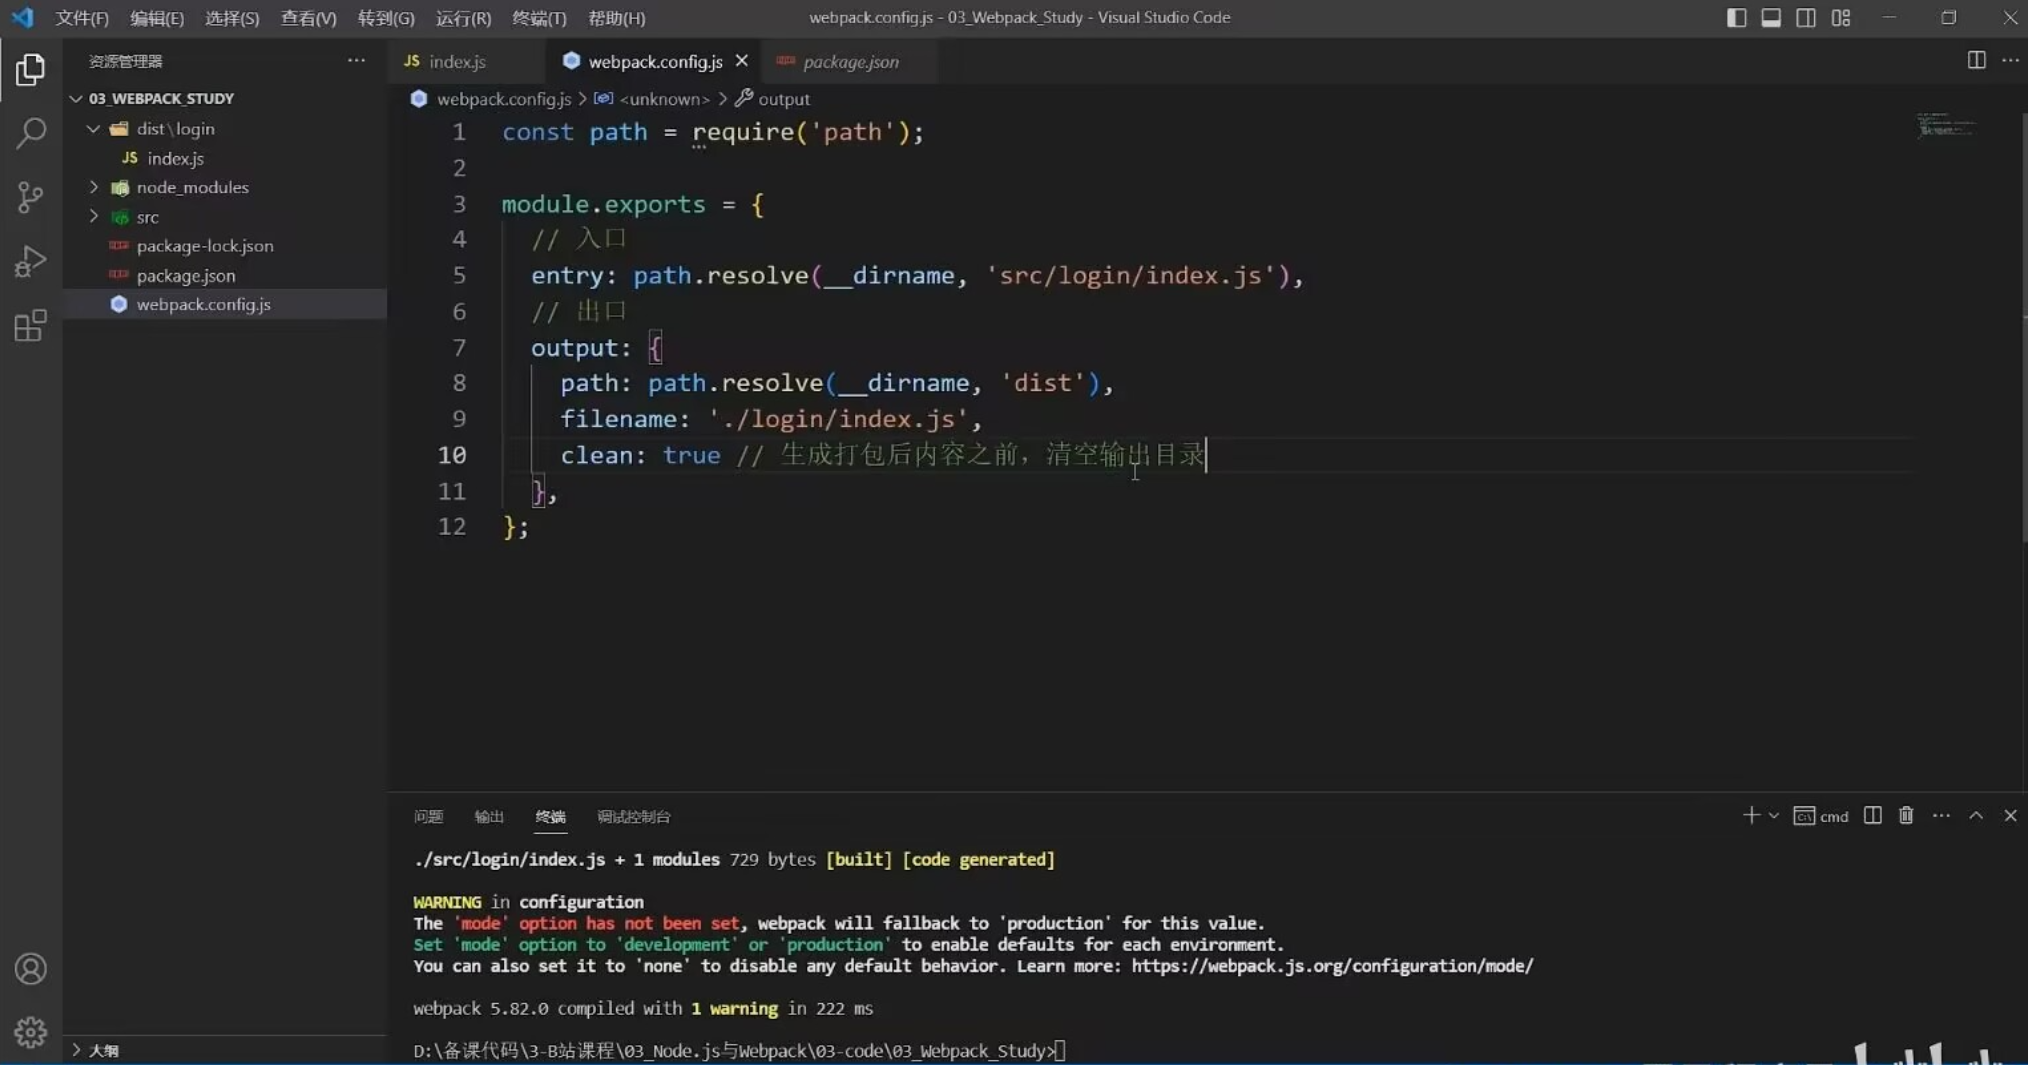 文件(F) 编辑(E) 选择(S) 查看(V) 转到(G) 运行(R) 终端(T) 帮助(H) webpack.config.js - 03_Webpack_Study - Visual Studio Code
资源管理器
03_WEBPACK_STUDY
dist\login
JS index.js
node_modules
src
package-lock.json
package.json
webpack.config.js
大纲
JS index.js webpack.config.js package.json
webpack.config.js > <unknown> > output
1 const path = require('path');
2
3 module.exports = {
4 // 入口
5 entry: path.resolve(__dirname, 'src/login/index.js'),
6 // 出口
7 output: {
8 path: path.resolve(__dirname, 'dist'),
9 filename: './login/index.js',
10 clean: true // 生成打包后内容之前，清空输出目录
11 },
12 };
问题 输出 终端 调试控制台 cmd
./src/login/index.js + 1 modules 729 bytes [built] [code generated]
WARNING in configuration
The 'mode' option has not been set, webpack will fallback to 'production' for this value.
Set 'mode' option to 'development' or 'production' to enable defaults for each environment.
You can also set it to 'none' to disable any default behavior. Learn more: https://webpack.js.org/configuration/mode/
webpack 5.82.0 compiled with 1 warning in 222 ms
D:\备课代码\3-B站课程\03_Node.js与Webpack\03-code\03_Webpack_Study>